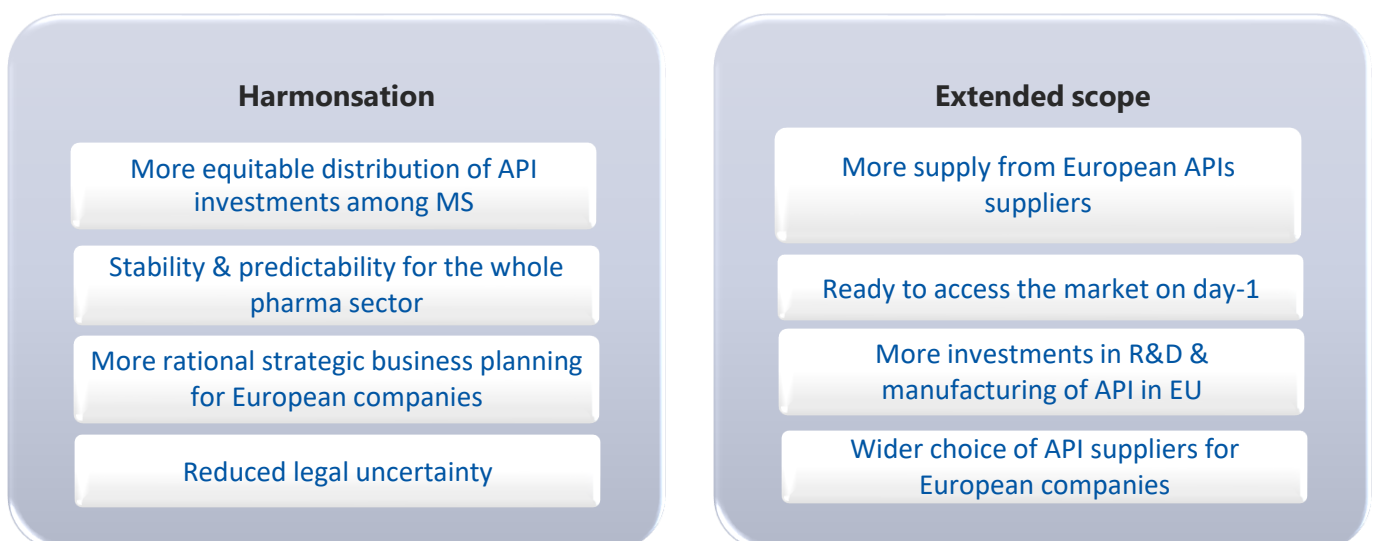 Harmonsation
More equitable distribution of API
investments among MS
Stability & predictability for the whole
pharma sector
More rational strategic business planning
for European companies
Reduced legal uncertainty
Extended scope
More supply from European APIs
suppliers
Ready to access the market on day-1
More investments in R&D &
manufacturing of API in EU
Wider choice of API suppliers for
European companies